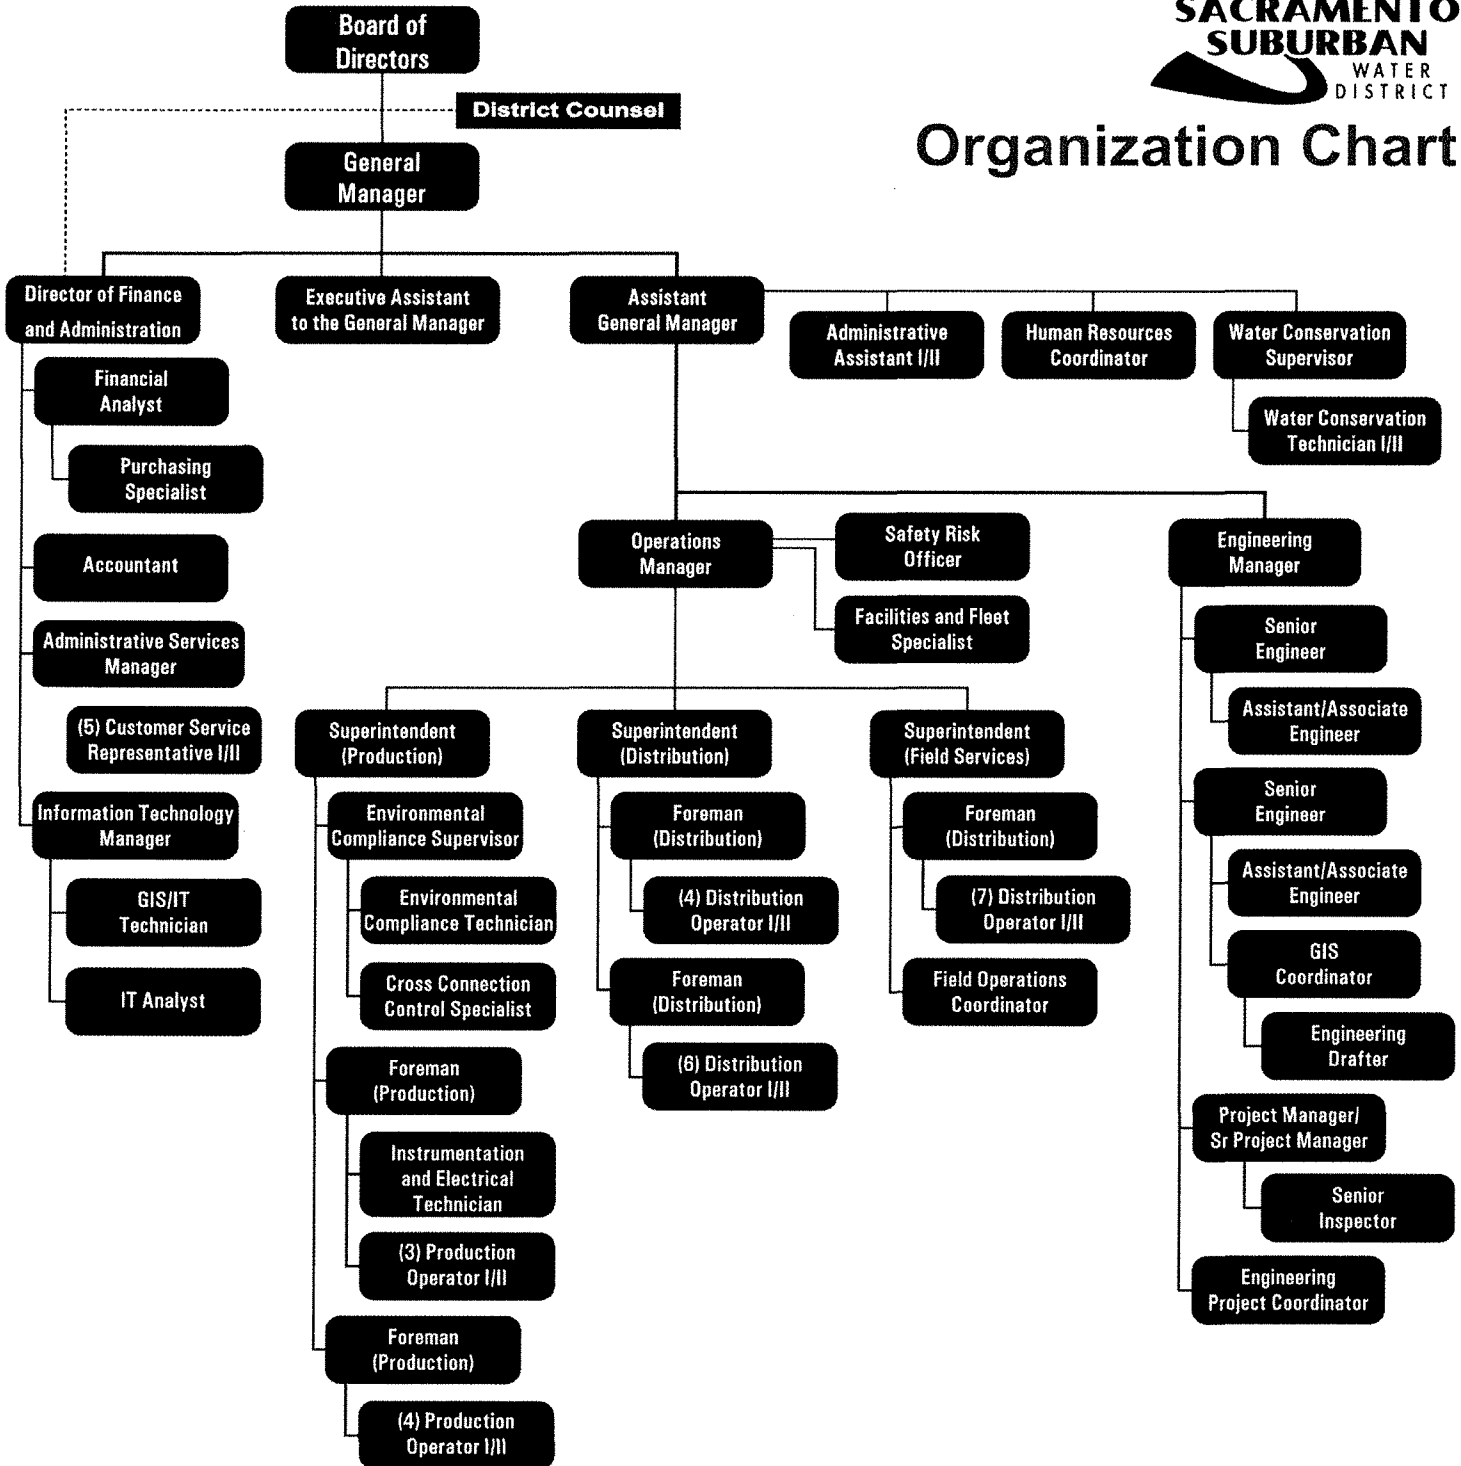 SACRAMENTO
SUBURBAN
WATER
DISTRICT
Organization Chart
Board of
Directors
District Counsel
General
Manager
Director of Finance
and Administration
Executive Assistant
to the General Manager
Assistant
General Manager
Administrative
Assistant I/II
Human Resources
Coordinator
Water Conservation
Supervisor
Water Conservation
Technician I/II
Financial
Analyst
Purchasing
Specialist
Accountant
Administrative Services
Manager
(5) Customer Service
Representative I/II
Information Technology
Manager
GIS/IT
Technician
IT Analyst
Operations
Manager
Safety Risk
Officer
Facilities and Fleet
Specialist
Superintendent
(Production)
Environmental
Compliance Supervisor
Environmental
Compliance Technician
Cross Connection
Control Specialist
Foreman
(Production)
Instrumentation
and Electrical
Technician
(3) Production
Operator I/II
Foreman
(Production)
(4) Production
Operator I/II
Superintendent
(Distribution)
Foreman
(Distribution)
(4) Distribution
Operator I/II
Foreman
(Distribution)
(6) Distribution
Operator I/II
Superintendent
(Field Services)
Foreman
(Distribution)
(7) Distribution
Operator I/II
Field Operations
Coordinator
Engineering
Manager
Senior
Engineer
Assistant/Associate
Engineer
Senior
Engineer
Assistant/Associate
Engineer
GIS
Coordinator
Engineering
Drafter
Project Manager/
Sr Project Manager
Senior
Inspector
Engineering
Project Coordinator